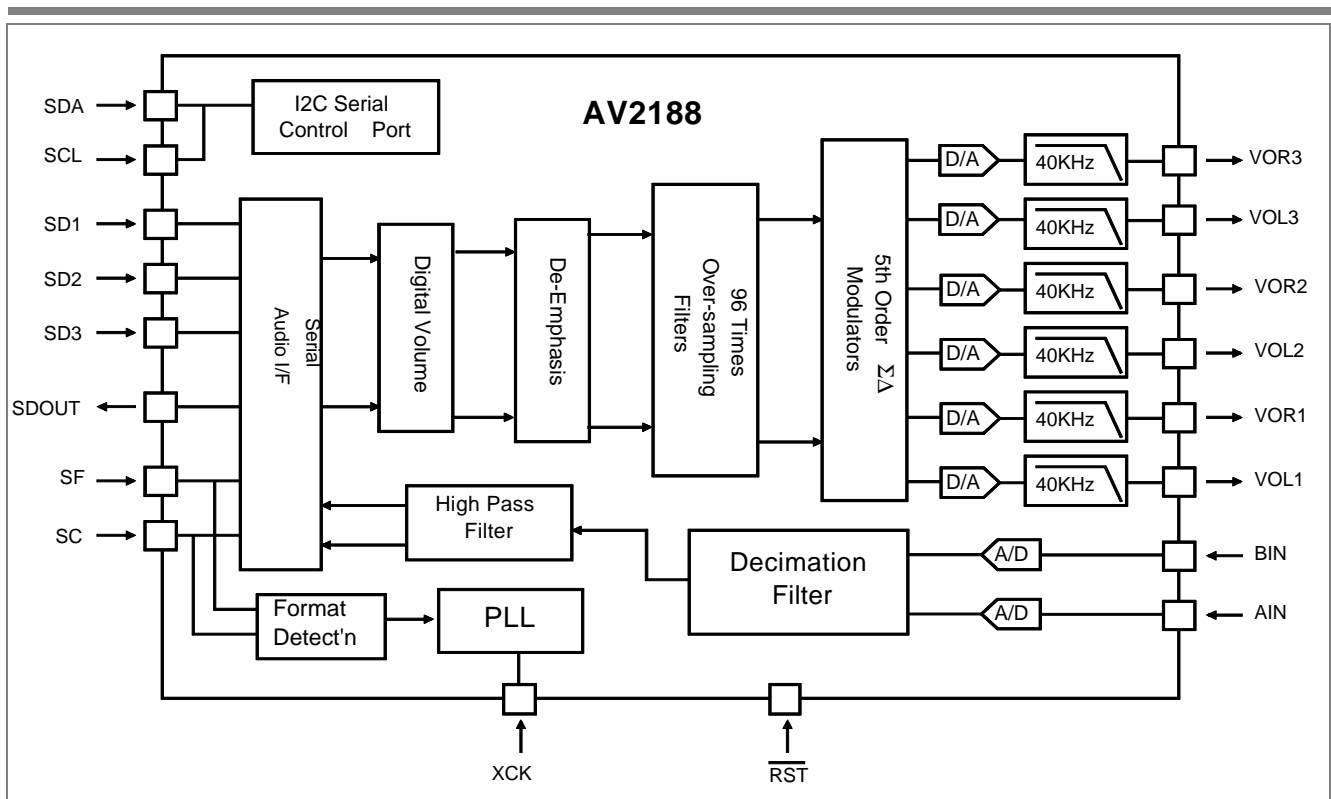 AV2188
SDA
SCL
SD1
SD2
SD3
SDOUT
SF
SC
I2C Serial
Control Port
Serial
Audio I/F
Digital Volume
De-Emphasis
96 Times
Over-sampling
Filters
5th Order ΣΔ
Modulators
D/A
40KHz
VOR3
D/A
40KHz
VOL3
D/A
40KHz
VOR2
D/A
40KHz
VOL2
D/A
40KHz
VOR1
D/A
40KHz
VOL1
High Pass
Filter
Decimation
Filter
A/D
BIN
A/D
AIN
Format
Detect'n
PLL
XCK
RST